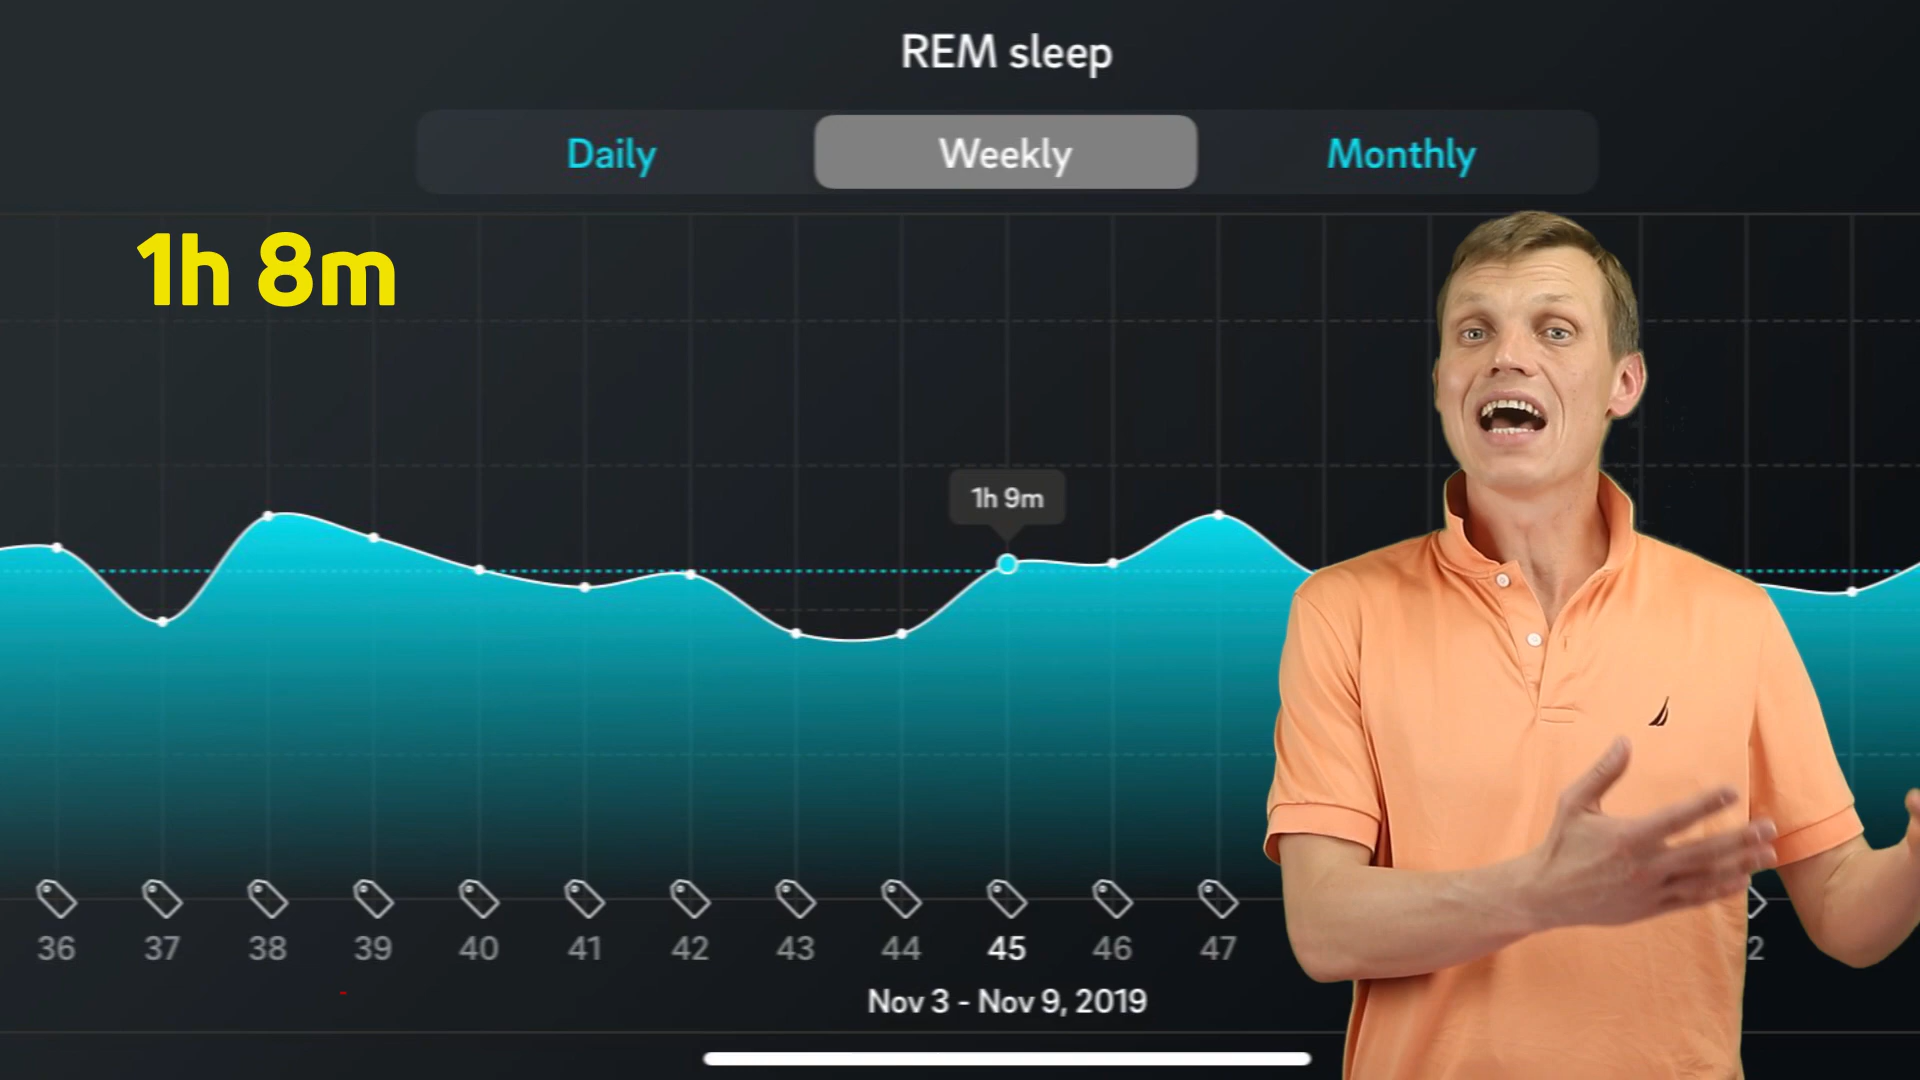 REM sleep
Daily Weekly Monthly
1h 8m
1h 9m
36 37 38 39 40 41 42 43 44 45 46 47 2
Nov 3 - Nov 9, 2019